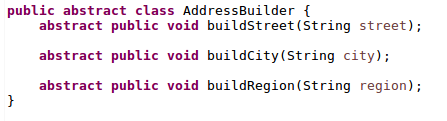 public abstract class AddressBuilder {
    abstract public void buildStreet(String street);
    abstract public void buildCity(String city);
    abstract public void buildRegion(String region);
}